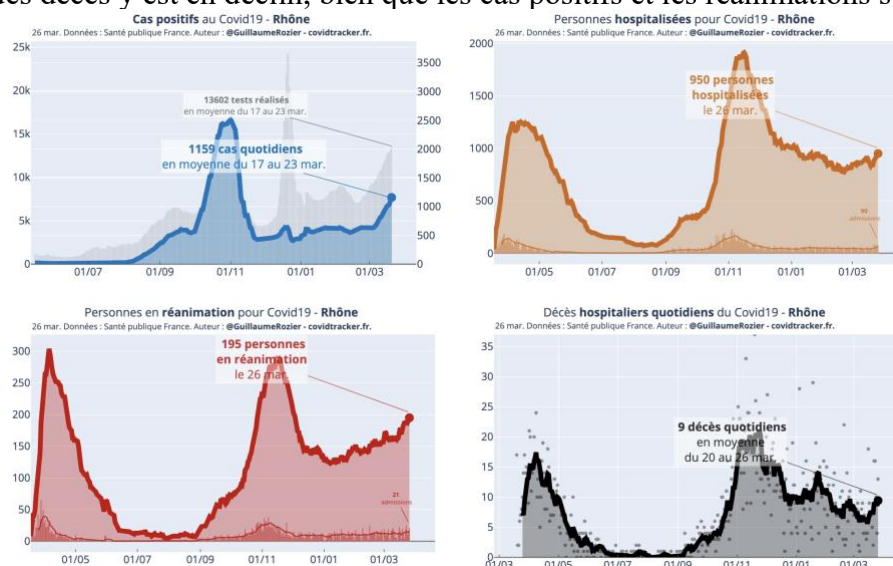 des décès y est en déclin, bien que les cas positifs et les réanimations s
Cas positifs au Covid19 - Rhône
26 mar. Données : Santé publique France. Auteur : @GuillaumeRozier - covidtracker.fr.
25k
20k
15k
10k
5k
0
3500
3000
2500
2000
1500
1000
500
0
13602 tests réalisés
en moyenne du 17 au 23 mar.
1159 cas quotidiens
en moyenne du 17 au 23 mar.
01/07 01/09 01/11 01/01 01/03
Personnes hospitalisées pour Covid19 - Rhône
26 mar. Données : Santé publique France. Auteur : @GuillaumeRozier - covidtracker.fr.
2000
1500
1000
500
0
950 personnes
hospitalisées
le 26 mar.
90
admissions
01/05 01/07 01/09 01/11 01/01 01/03
Personnes en réanimation pour Covid19 - Rhône
26 mar. Données : Santé publique France. Auteur : @GuillaumeRozier - covidtracker.fr.
300
250
200
150
100
50
0
195 personnes
en réanimation
le 26 mar.
21
admissions
01/05 01/07 01/09 01/11 01/01 01/03
Décès hospitaliers quotidiens du Covid19 - Rhône
26 mar. Données : Santé publique France. Auteur : @GuillaumeRozier - covidtracker.fr.
35
30
25
20
15
10
5
0
9 décès quotidiens
en moyenne
du 20 au 26 mar.
01/03 01/05 01/07 01/09 01/11 01/01 01/03